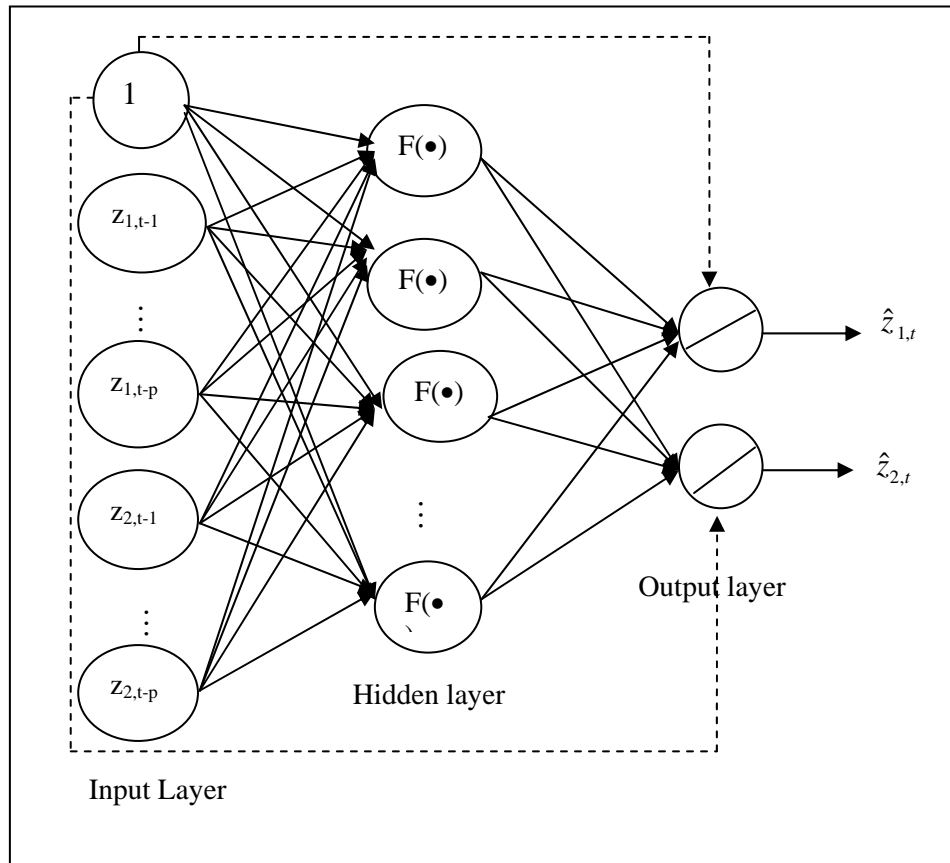 1
z1,t-1
⋮
z1,t-p
z2,t-1
⋮
z2,t-p
Input Layer
F(●)
F(●)
F(●)
⋮
F(●
Hidden layer
Output layer
ẑ1,t
ẑ2,t